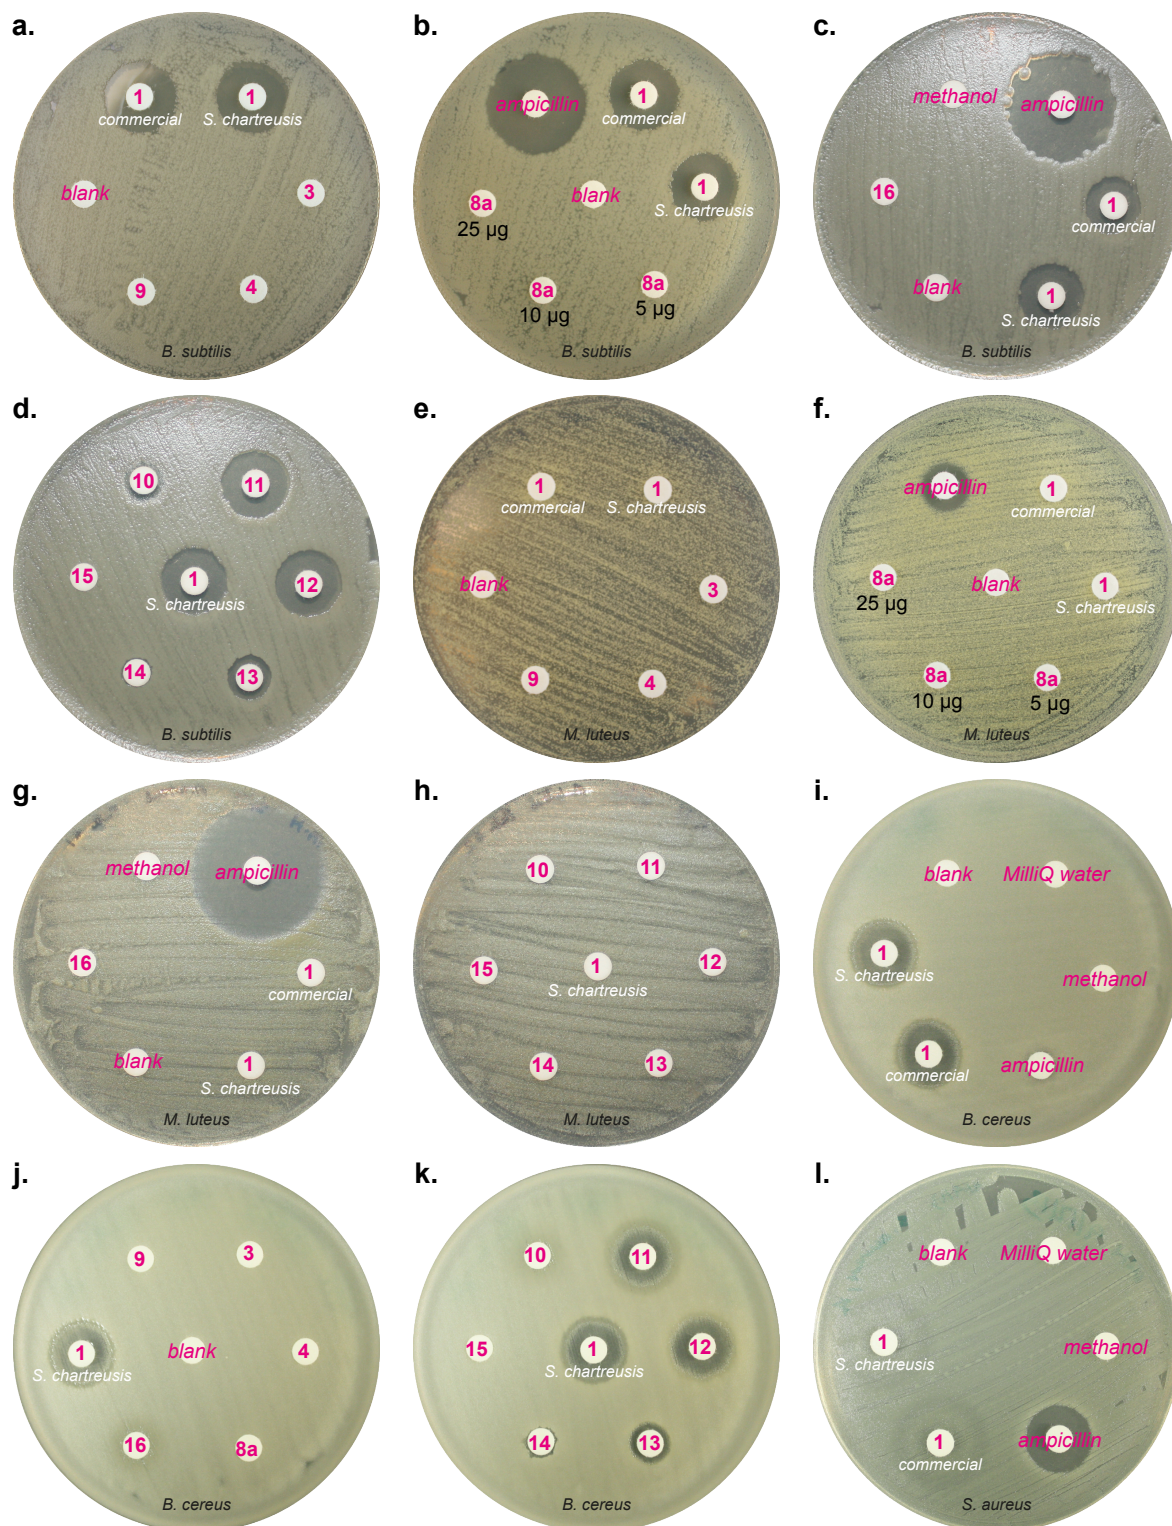 a.
1
commercial
1
S. chartreusis
blank
3
9
4
B. subtilis
b.
ampicillin
1
commercial
8a
25 µg
blank
1
S. chartreusis
8a
10 µg
8a
5 µg
B. subtilis
c.
methanol
ampicillin
16
1
commercial
blank
1
S. chartreusis
B. subtilis
d.
10
11
15
1
S. chartreusis
12
14
13
B. subtilis
e.
1
commercial
1
S. chartreusis
blank
3
9
4
M. luteus
f.
ampicillin
1
commercial
8a
25 µg
blank
1
S. chartreusis
8a
10 µg
8a
5 µg
M. luteus
g.
methanol
ampicillin
16
1
commercial
blank
1
S. chartreusis
M. luteus
h.
10
11
15
1
S. chartreusis
12
14
13
M. luteus
i.
blank
MilliQ water
1
S. chartreusis
methanol
1
commercial
ampicillin
B. cereus
j.
9
3
1
S. chartreusis
blank
4
16
8a
B. cereus
k.
10
11
15
1
S. chartreusis
12
14
13
B. cereus
l.
blank
MilliQ water
1
S. chartreusis
methanol
1
commercial
ampicillin
S. aureus